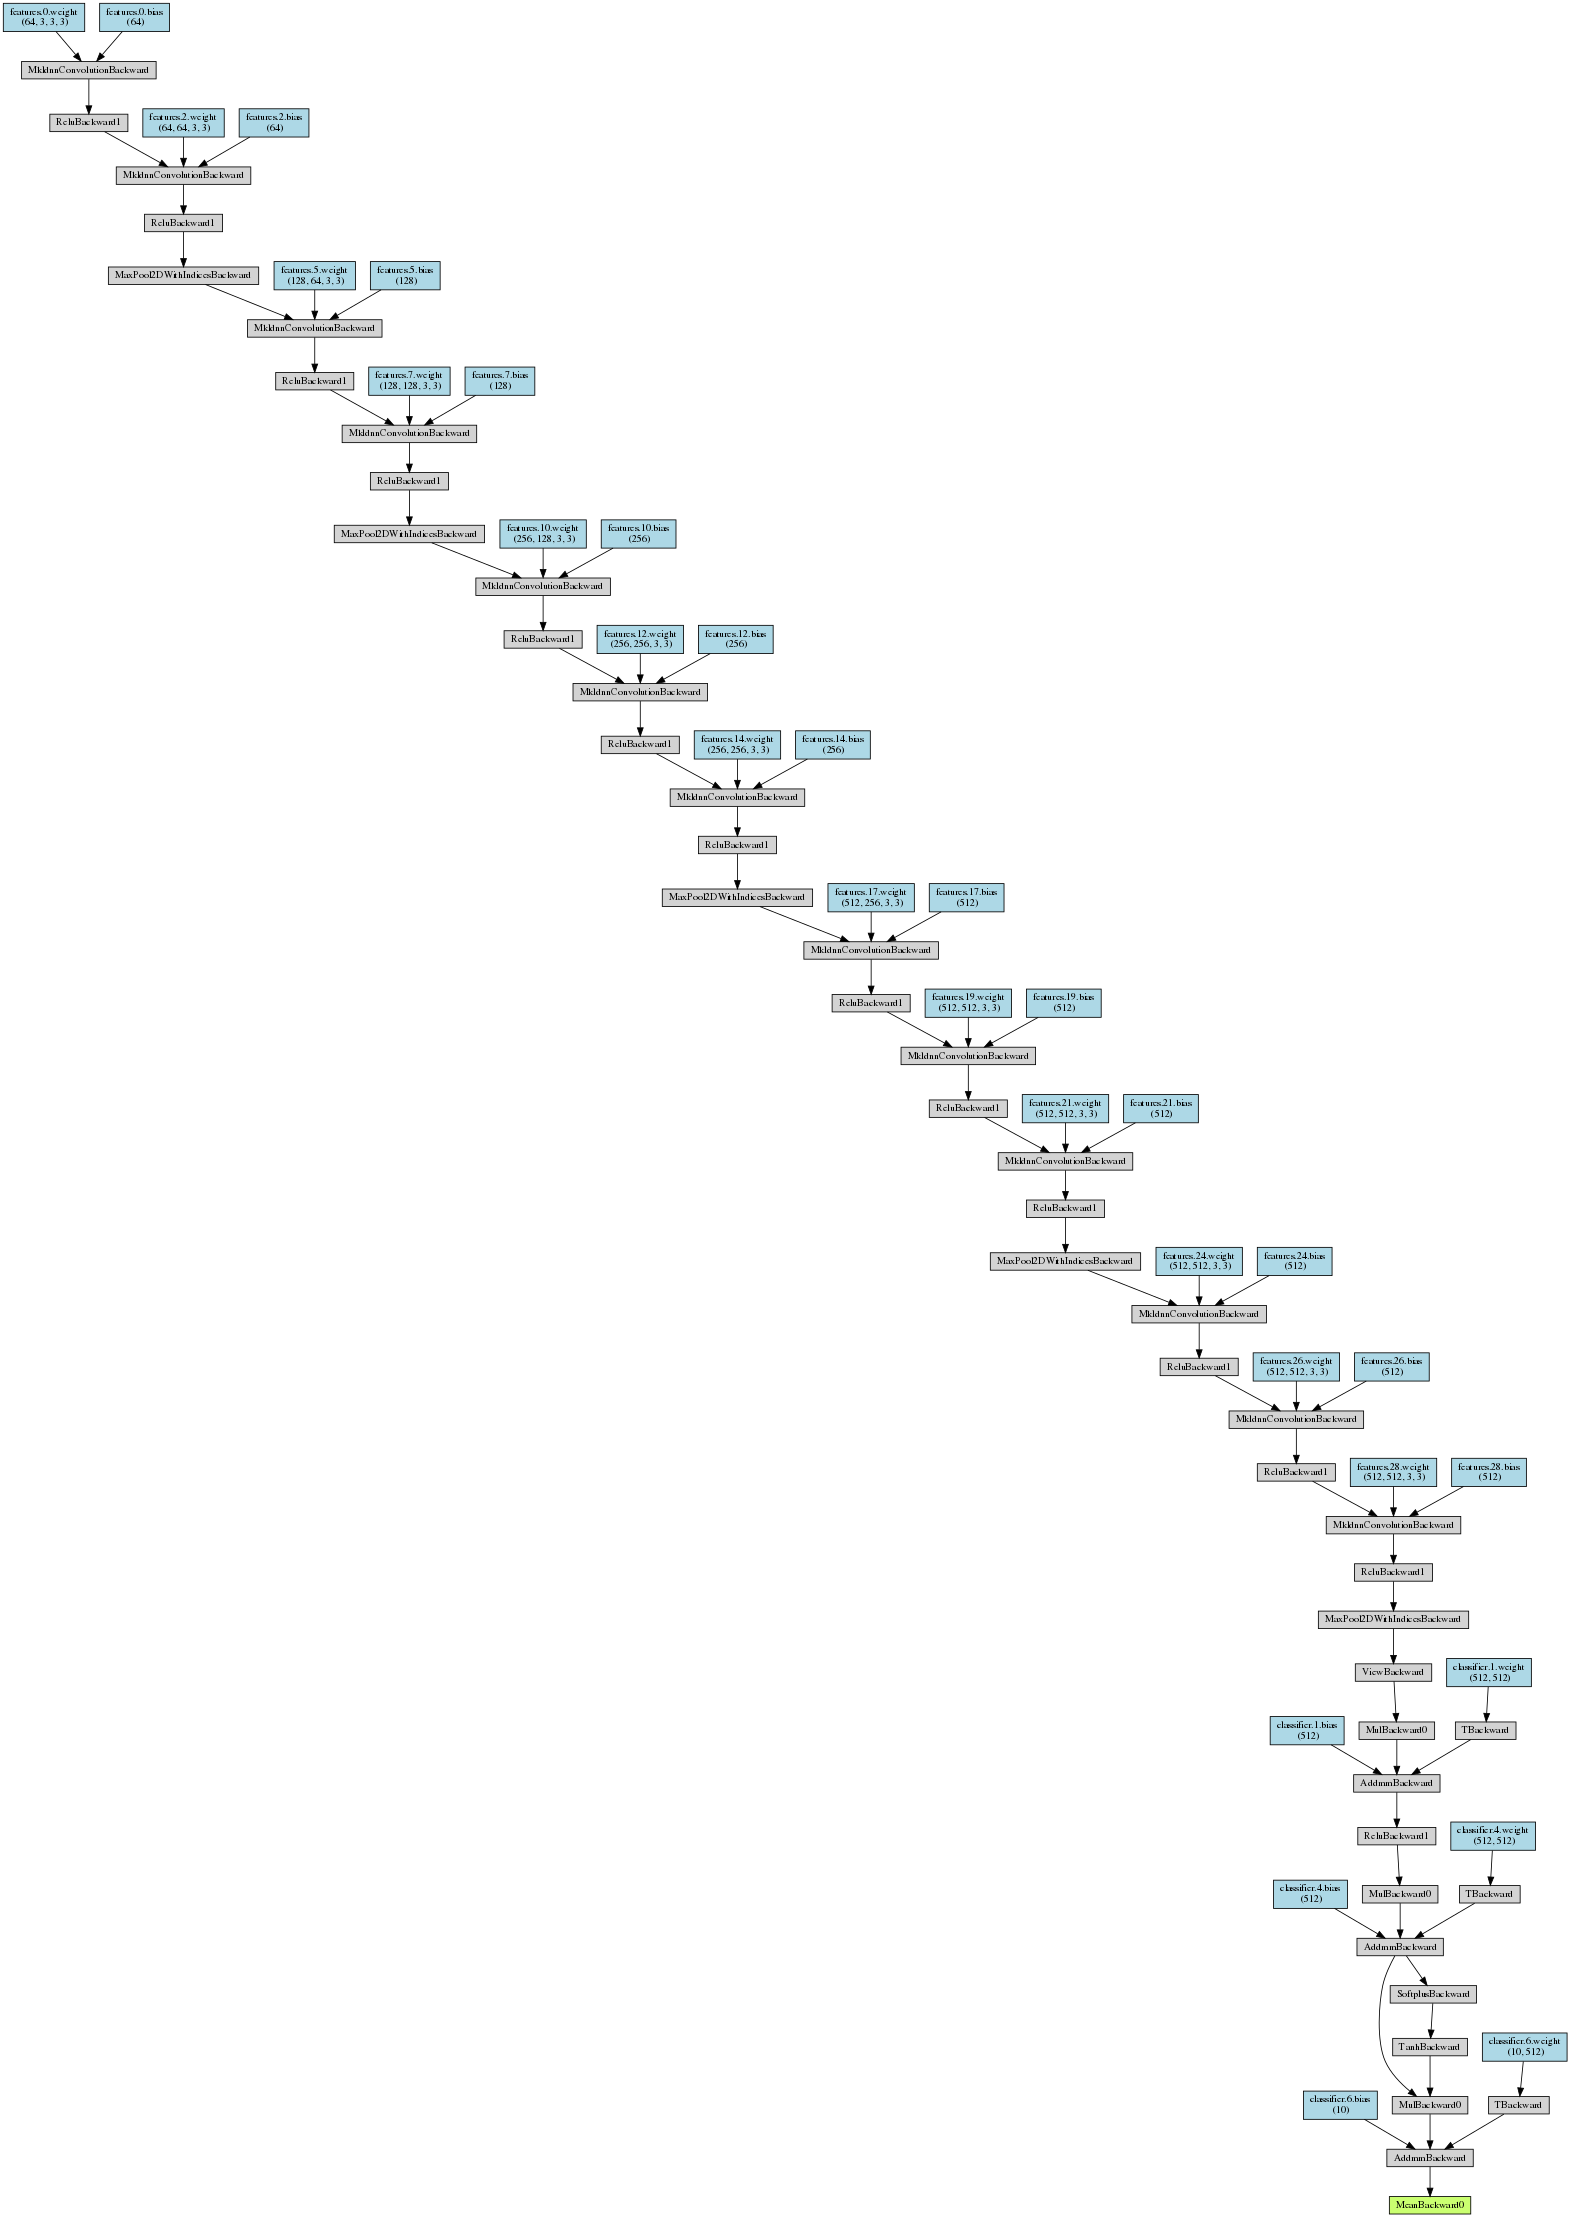 features.0.weight
(64, 3, 3, 3)
features.0.bias
(64)
MkldnnConvolutionBackward
ReluBackward1
features.2.weight
(64, 64, 3, 3)
features.2.bias
(64)
MkldnnConvolutionBackward
ReluBackward1
MaxPool2DWithIndicesBackward
features.5.weight
(128, 64, 3, 3)
features.5.bias
(128)
MkldnnConvolutionBackward
ReluBackward1
features.7.weight
(128, 128, 3, 3)
features.7.bias
(128)
MkldnnConvolutionBackward
ReluBackward1
MaxPool2DWithIndicesBackward
features.10.weight
(256, 128, 3, 3)
features.10.bias
(256)
MkldnnConvolutionBackward
ReluBackward1
features.12.weight
(256, 256, 3, 3)
features.12.bias
(256)
MkldnnConvolutionBackward
ReluBackward1
features.14.weight
(256, 256, 3, 3)
features.14.bias
(256)
MkldnnConvolutionBackward
ReluBackward1
MaxPool2DWithIndicesBackward
features.17.weight
(512, 256, 3, 3)
features.17.bias
(512)
MkldnnConvolutionBackward
ReluBackward1
features.19.weight
(512, 512, 3, 3)
features.19.bias
(512)
MkldnnConvolutionBackward
ReluBackward1
features.21.weight
(512, 512, 3, 3)
features.21.bias
(512)
MkldnnConvolutionBackward
ReluBackward1
MaxPool2DWithIndicesBackward
features.24.weight
(512, 512, 3, 3)
features.24.bias
(512)
MkldnnConvolutionBackward
ReluBackward1
features.26.weight
(512, 512, 3, 3)
features.26.bias
(512)
MkldnnConvolutionBackward
ReluBackward1
features.28.weight
(512, 512, 3, 3)
features.28.bias
(512)
MkldnnConvolutionBackward
ReluBackward1
MaxPool2DWithIndicesBackward
ViewBackward
classifier.1.weight
(512, 512)
classifier.1.bias
(512)
MulBackward0
TBackward
AddmmBackward
ReluBackward1
classifier.4.weight
(512, 512)
classifier.4.bias
(512)
MulBackward0
TBackward
AddmmBackward
SoftplusBackward
TanhBackward
classifier.6.weight
(10, 512)
classifier.6.bias
(10)
MulBackward0
TBackward
AddmmBackward
MeanBackward0